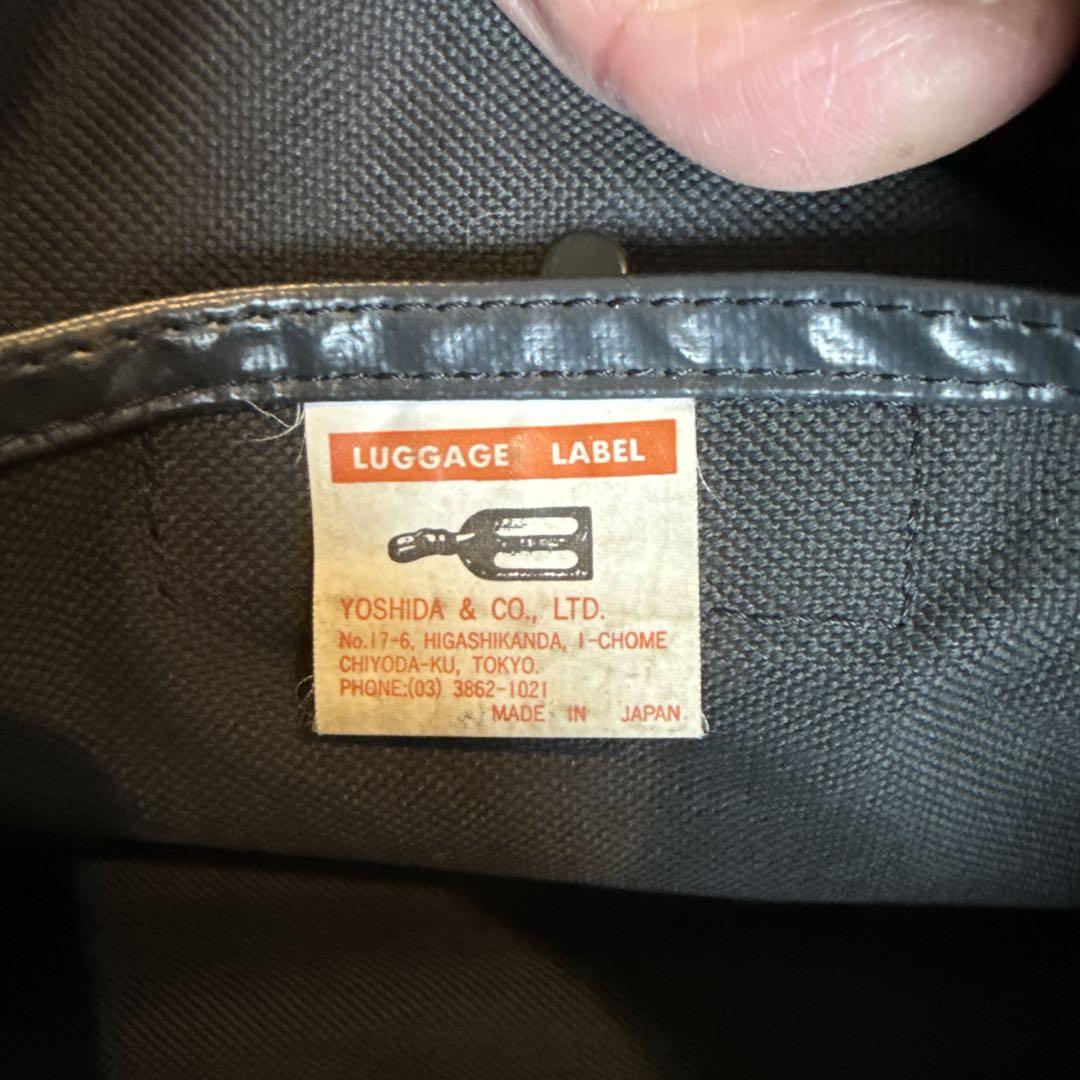 LUGGAGE LABEL
YOSHIDA & CO., LTD.
No.17-6, HIGASHIKANDA, 1-CHOME
CHIYODA-KU, TOKYO.
PHONE:(03) 3862-1021
MADE IN JAPAN